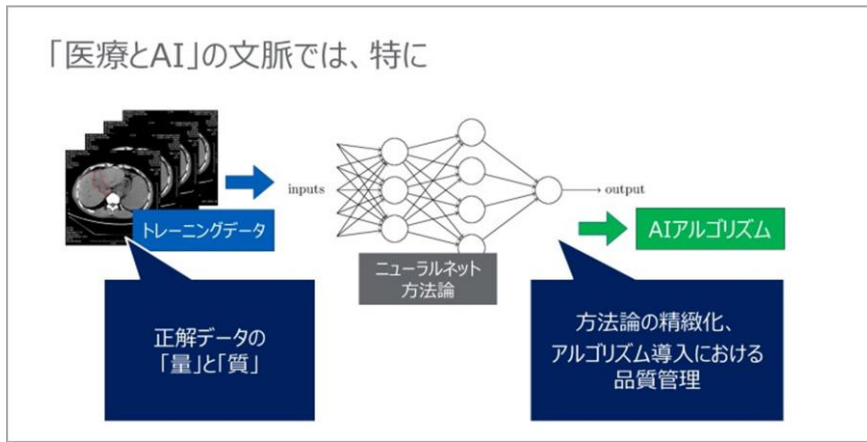 「医療とAI」の文脈では、特に
inputs
output
トレーニングデータ
AIアルゴリズム
ニューラルネット
方法論
正解データの
「量」と「質」
方法論の精緻化、
アルゴリズム導入における
品質管理